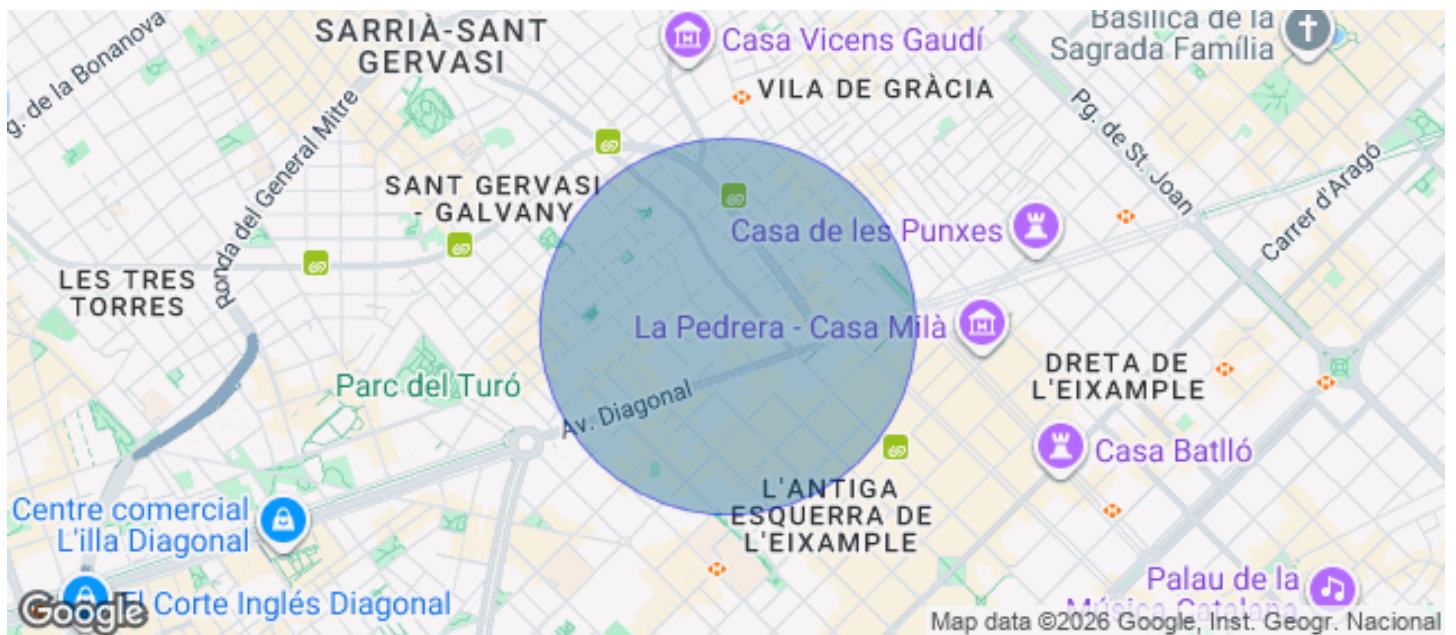 g. de la Bonanova
SARRIÀ-SANT
GERVASI
Casa Vicens Gaudí
Basílica de la
Sagrada Família
VILA DE GRÀCIA
Ronda del General Mitre
Pg. de St. Joan
Carrer d'Aragó
SANT GERVASI
- GALVANY
Casa de les Punxes
LES TRES
TORRES
La Pedrera - Casa Milà
Parc del Turó
Av. Diagonal
DRETA DE
L'EIXAMPLE
Casa Batlló
L'ANTIGA
ESQUERRA DE
L'EIXAMPLE
Centre comercial
L'illa Diagonal
Palau de la
Música Catalana
El Corte Inglés Diagonal
Google
Map data ©2026 Google, Inst. Geogr. Nacional